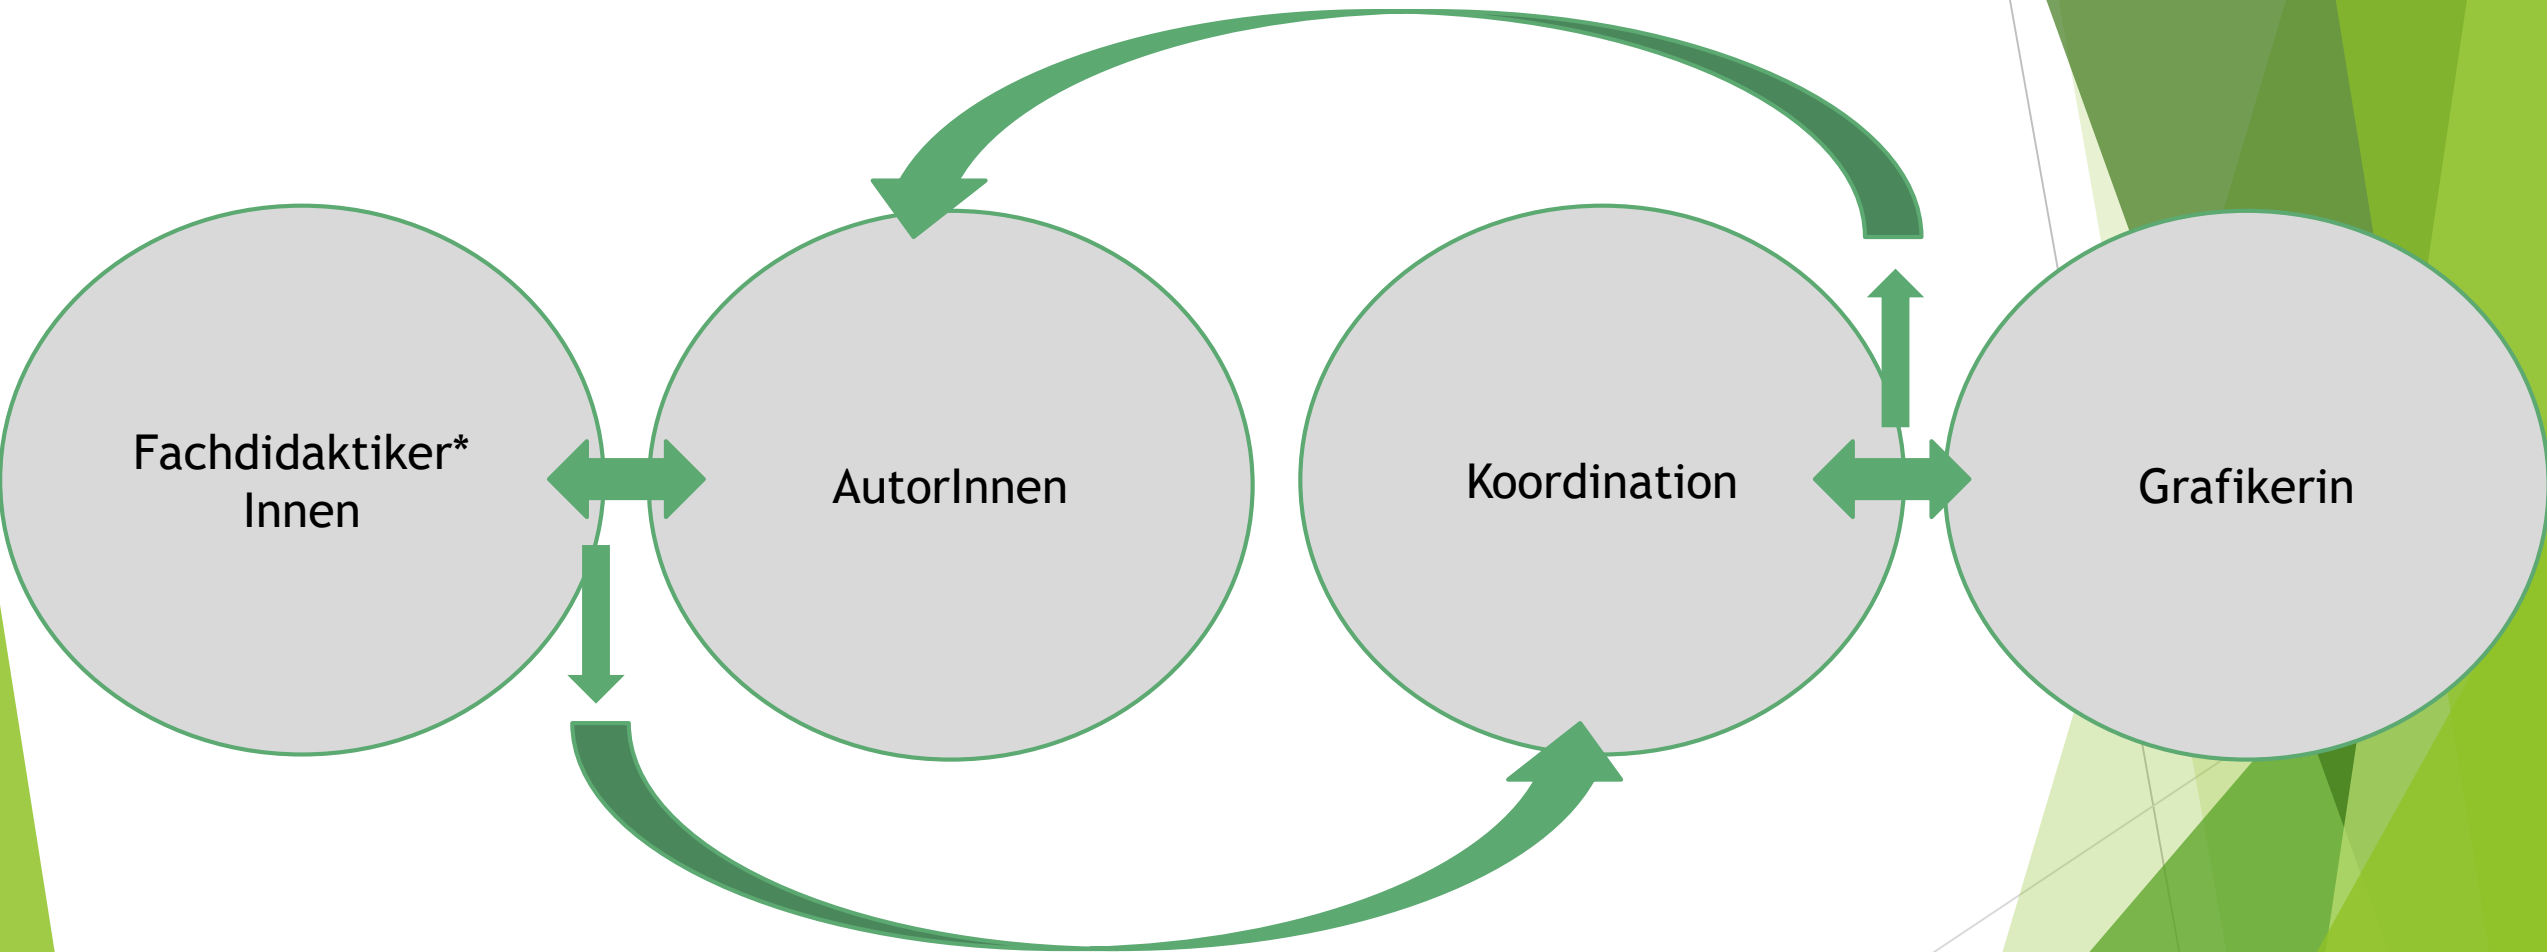 Fachdidaktiker*
Innen
AutorInnen
Koordination
Grafikerin